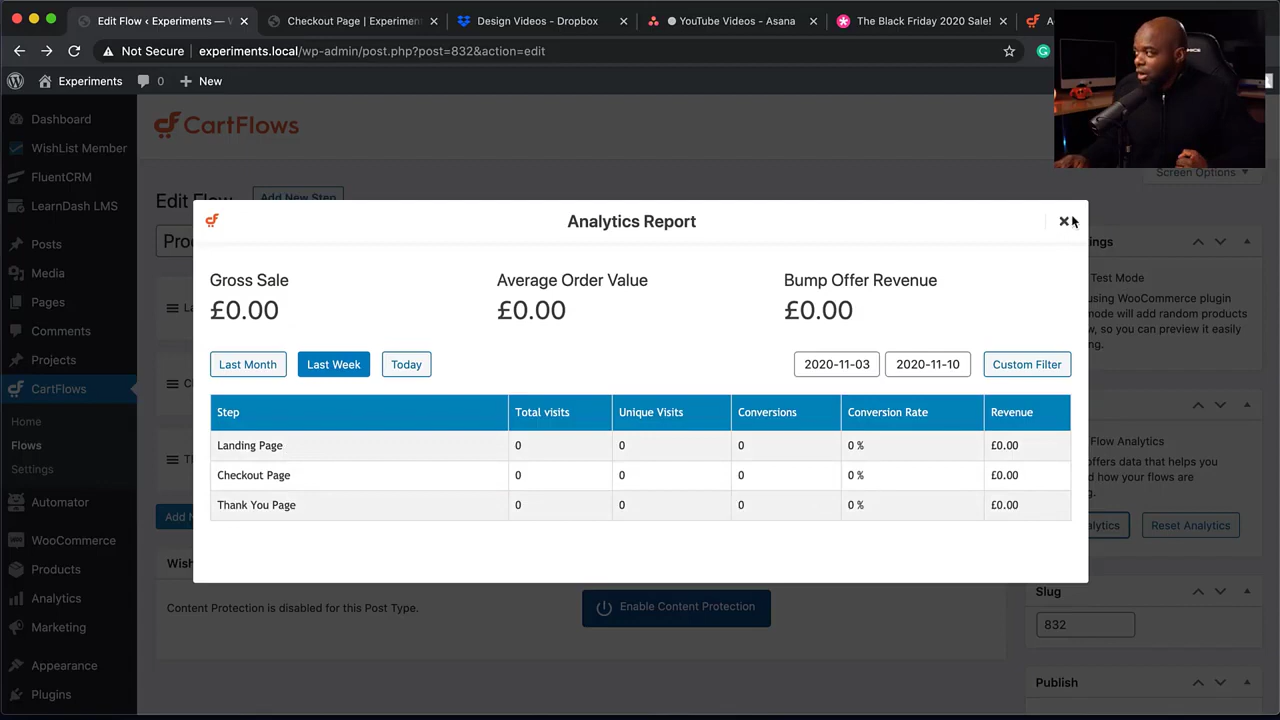 Edit Flow ‹ Experiments — W
Checkout Page | Experimen
Design Videos - Dropbox
YouTube Videos - Asana
The Black Friday 2020 Sale!
Not Secure
experiments.local/wp-admin/post.php?post=832&action=edit
Experiments
0
New
CartFlows
Screen Options
Edit Flow
Add New Step
Dashboard
WishList Member
FluentCRM
LearnDash LMS
Posts
Media
Pages
Comments
Projects
CartFlows
Home
Flows
Settings
Automator
WooCommerce
Products
Analytics
Marketing
Appearance
Plugins
Analytics Report
Gross Sale
Average Order Value
Bump Offer Revenue
£0.00
£0.00
£0.00
Last Month
Last Week
Today
2020-11-03
2020-11-10
Custom Filter
Step
Total visits
Unique Visits
Conversions
Conversion Rate
Revenue
Landing Page
0
0
0
0 %
£0.00
Checkout Page
0
0
0
0 %
£0.00
Thank You Page
0
0
0
0 %
£0.00
Content Protection is disabled for this Post Type.
Enable Content Protection
ngs
Test Mode
using WooCommerce plugin
mode will add random products
, so you can preview it easily
ng.
Flow Analytics
offers data that helps you
d how your flows are
g.
alytics
Reset Analytics
Slug
832
Publish